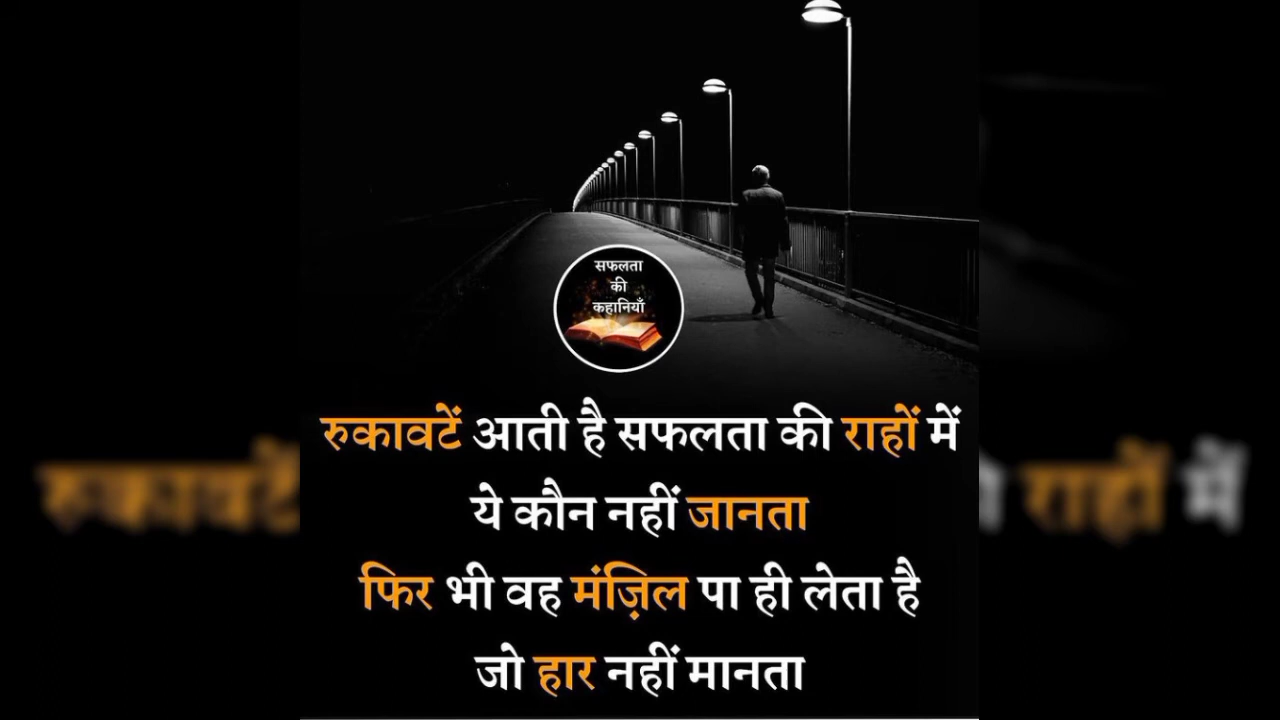 सफलता
की
कहानियाँ
रुकावटें आती है सफलता की राहों में
ये कौन नहीं जानता
फिर भी वह मंज़िल पा ही लेता है
जो हार नहीं मानता